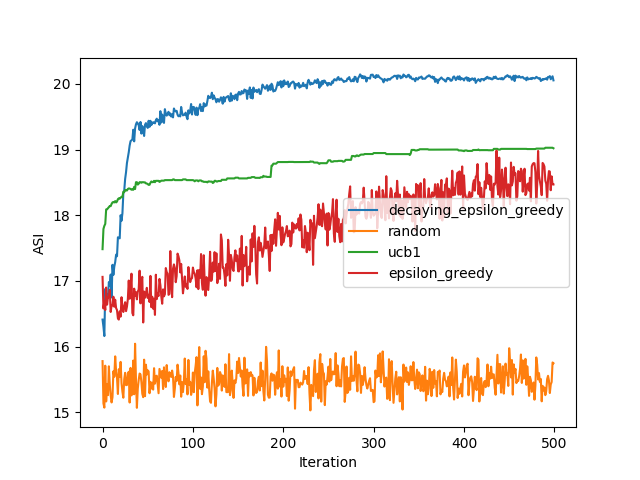 20
19
18
17
16
15
ASI
decaying_epsilon_greedy
random
ucb1
epsilon_greedy
0 100 200 300 400 500
Iteration